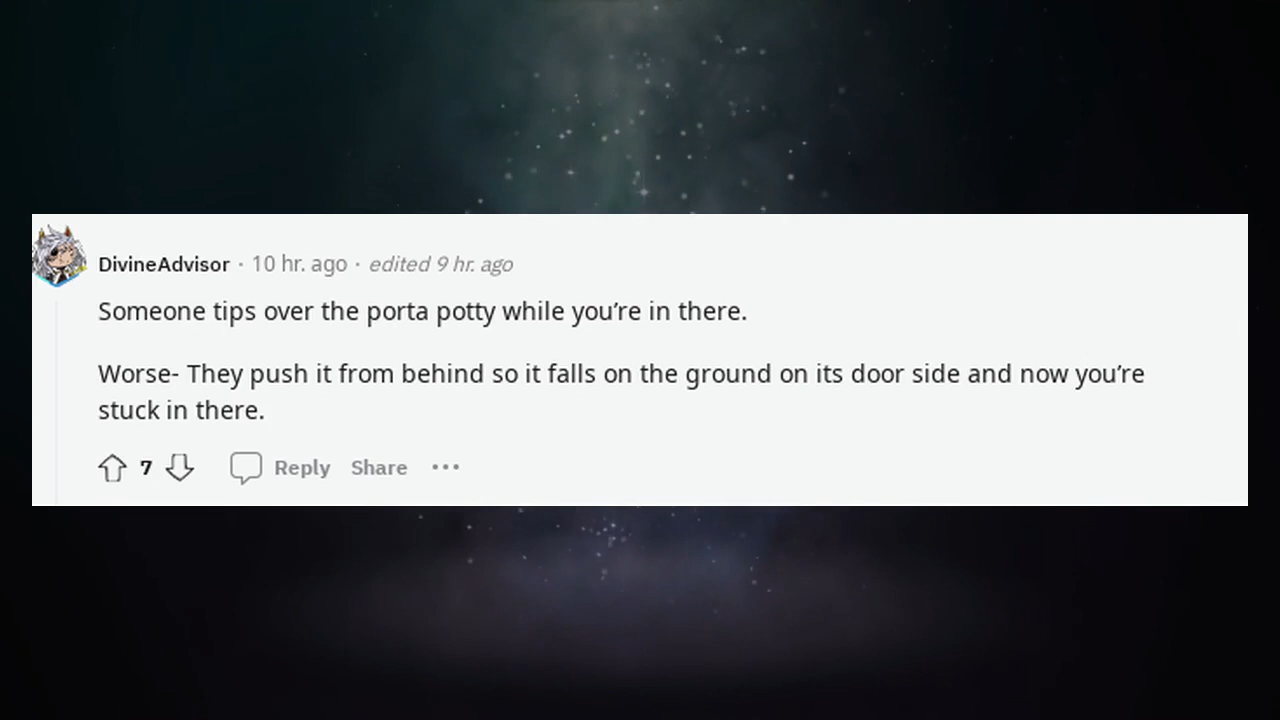 DivineAdvisor · 10 hr. ago · edited 9 hr. ago
Someone tips over the porta potty while you’re in there.
Worse- They push it from behind so it falls on the ground on its door side and now you’re
stuck in there.
7 Reply Share ···